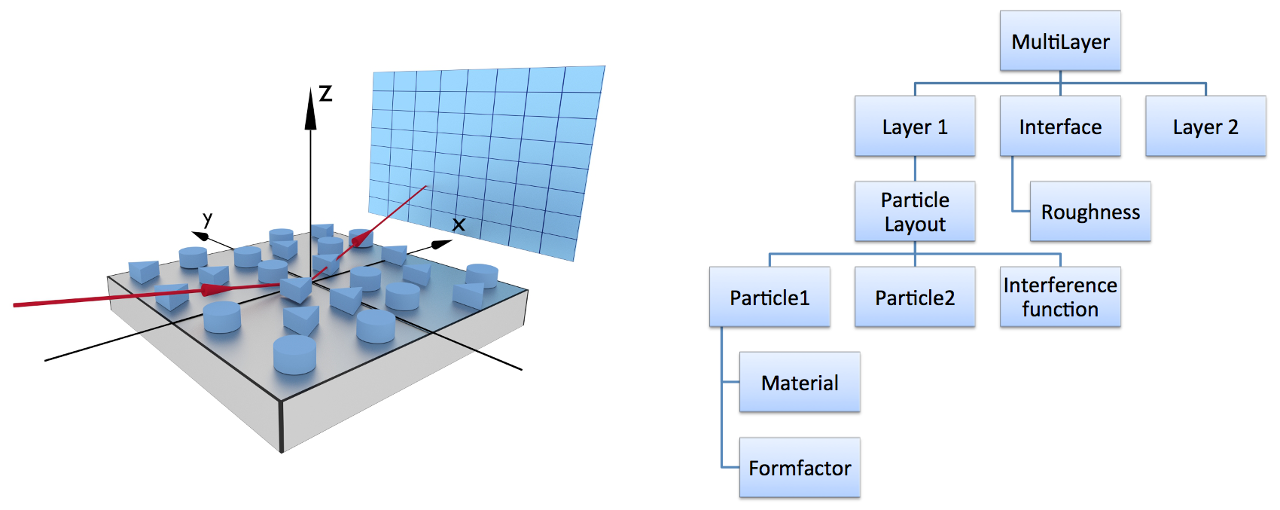 Z
y
x
MultiLayer
Layer 1
Interface
Layer 2
Particle
Layout
Roughness
Particle1
Particle2
Interference
function
Material
Formfactor